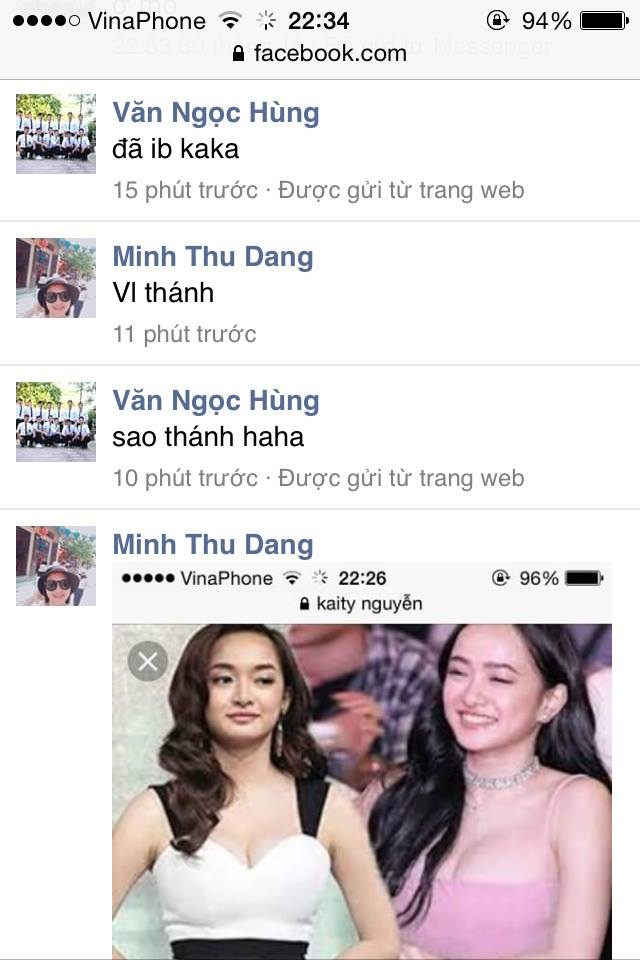 VinaPhone 22:34 94%
facebook.com
Văn Ngọc Hùng
đã ib kaka
15 phút trước · Được gửi từ trang web
Minh Thu Dang
Vl thánh
11 phút trước
Văn Ngọc Hùng
sao thánh haha
10 phút trước · Được gửi từ trang web
Minh Thu Dang
VinaPhone 22:26 96%
kaity nguyễn